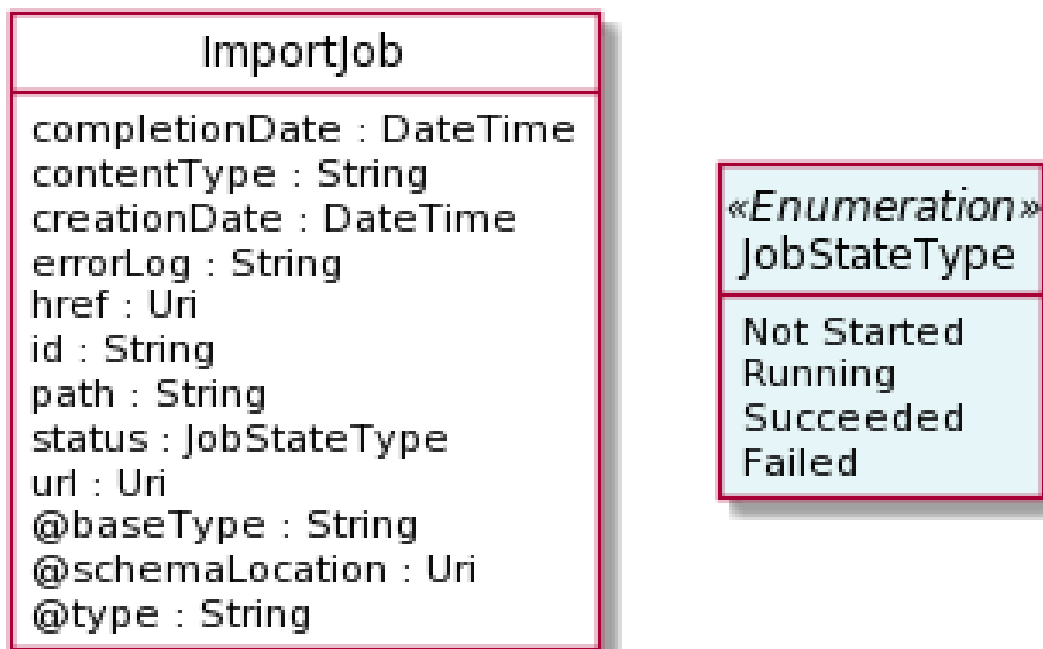 ImportJob
completionDate : DateTime
contentType : String
creationDate : DateTime
errorLog : String
href : Uri
id : String
path : String
status : JobStateType
url : Uri
@baseType : String
@schemaLocation : Uri
@type : String
«Enumeration»
JobStateType
Not Started
Running
Succeeded
Failed